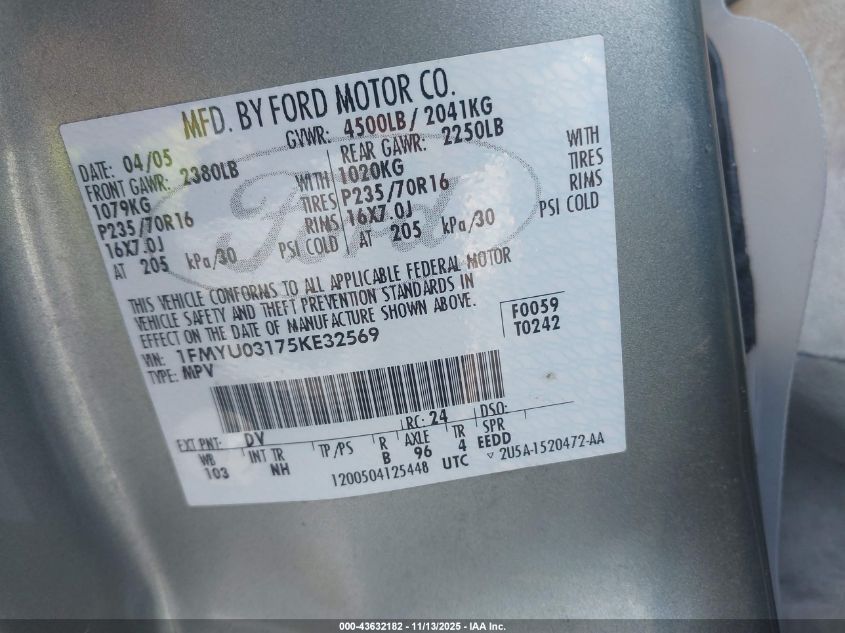 MFD. BY FORD MOTOR CO.
DATE: 04/05 GVWR: 4500LB/ 2041KG
FRONT GAWR: 2380LB REAR GAWR: 2250LB
1079KG WITH 1020KG WITH
P235/70R16 TIRES P235/70R16 TIRES
16X7.0J RIMS 16X7.0J RIMS
AT 205 kPa/30 PSI COLD AT 205 kPa/30 PSI COLD
THIS VEHICLE CONFORMS TO ALL APPLICABLE FEDERAL MOTOR
VEHICLE SAFETY AND THEFT PREVENTION STANDARDS IN
EFFECT ON THE DATE OF MANUFACTURE SHOWN ABOVE.
VIN: 1FMYU03175KE32569 F0059
TYPE: MPV T0242
Ford
RC: 24 DSO:
EXT PNT: DV
WB INT TR TP/PS R AXLE TR SPR
103 NH B 96 4 EEDD
1200504125448 UTC ▽ 2U5A-1520472-AA
000-43632182 - 11/13/2025 - IAA Inc.